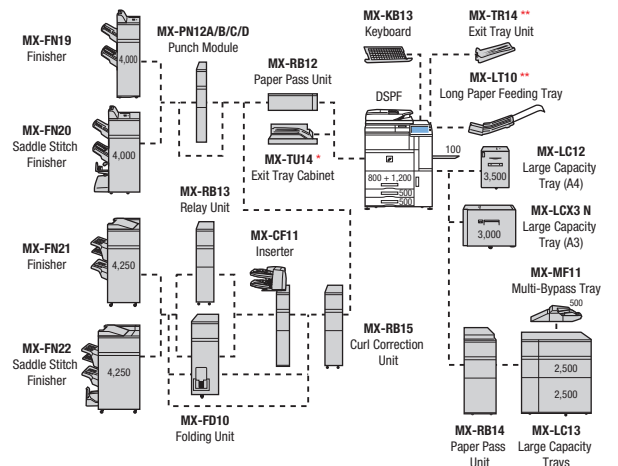 MX-FN19
Finisher
4,000
MX-PN12A/B/C/D
Punch Module
MX-RB12
Paper Pass Unit
MX-TU14 *
Exit Tray Cabinet
MX-KB13
Keyboard
MX-TR14 **
Exit Tray Unit
MX-LT10 **
Long Paper Feeding Tray
DSPF
800 + 1,200
500
500
100
MX-FN20
Saddle Stitch
Finisher
4,000
MX-LC12
Large Capacity
Tray (A4)
3,500
MX-LCX3 N
Large Capacity
Tray (A3)
3,000
MX-RB13
Relay Unit
MX-FN21
Finisher
4,250
MX-CF11
Inserter
MX-MF11
Multi-Bypass Tray
500
MX-RB15
Curl Correction
Unit
MX-FN22
Saddle Stitch
Finisher
4,250
MX-FD10
Folding Unit
2,500
2,500
MX-RB14
Paper Pass
Unit
MX-LC13
Large Capacity
Trays